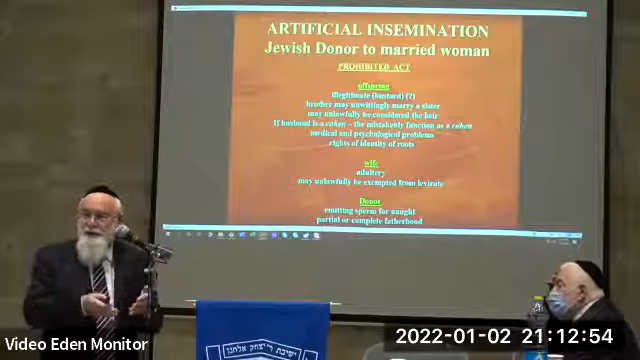 ARTIFICIAL INSEMINATION
Jewish Donor to married woman
PROHIBITED ACT
offspring
illegitimate (bastard) (?)
brother may unwittingly marry a sister
may unlawfully be considered the heir
If husband is a cohen – the mistakenly function as a cohen
medical and psychological problems
rights of identity of roots
wife
adultery
may unlawfully be exempted from levirate
Donor
emitting sperm for naught
partial or complete fatherhood
ישיבת ר' יצחק אלחנן
Video Eden Monitor
2022-01-02 21:12:54